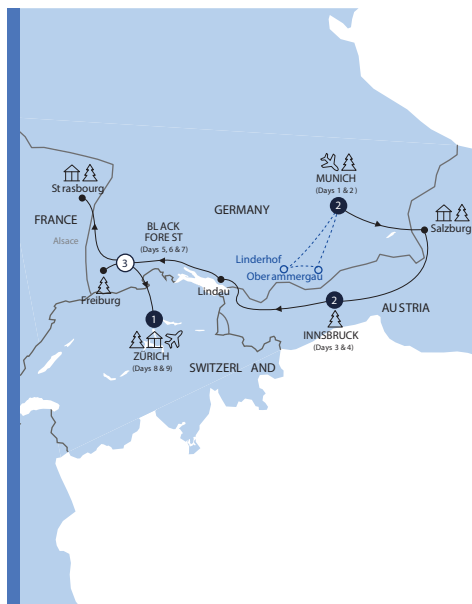 MUNICH
(Days 1 & 2)
2
Strasbourg
FRANCE
Alsace
GERMANY
BLACK
FOREST
(Days 5, 6 & 7)
Salzburg
Linderhof
Oberammergau
3
Freiburg
Lindau
2
AUSTRIA
1
INNSBRUCK
(Days 3 & 4)
ZÜRICH
(Days 8 & 9)
SWITZERLAND